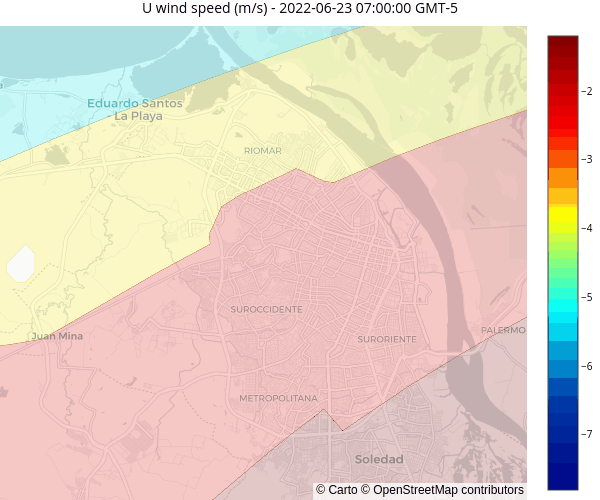 U wind speed (m/s) - 2022-06-23 07:00:00 GMT-5
Eduardo Santos
La Playa
RIOMAR
SUROCCIDENTE
Juan Mina
SURORIENTE
PALERMO
METROPOLITANA
Soledad
© Carto © OpenStreetMap contributors
−2
−3
−4
−5
−6
−7